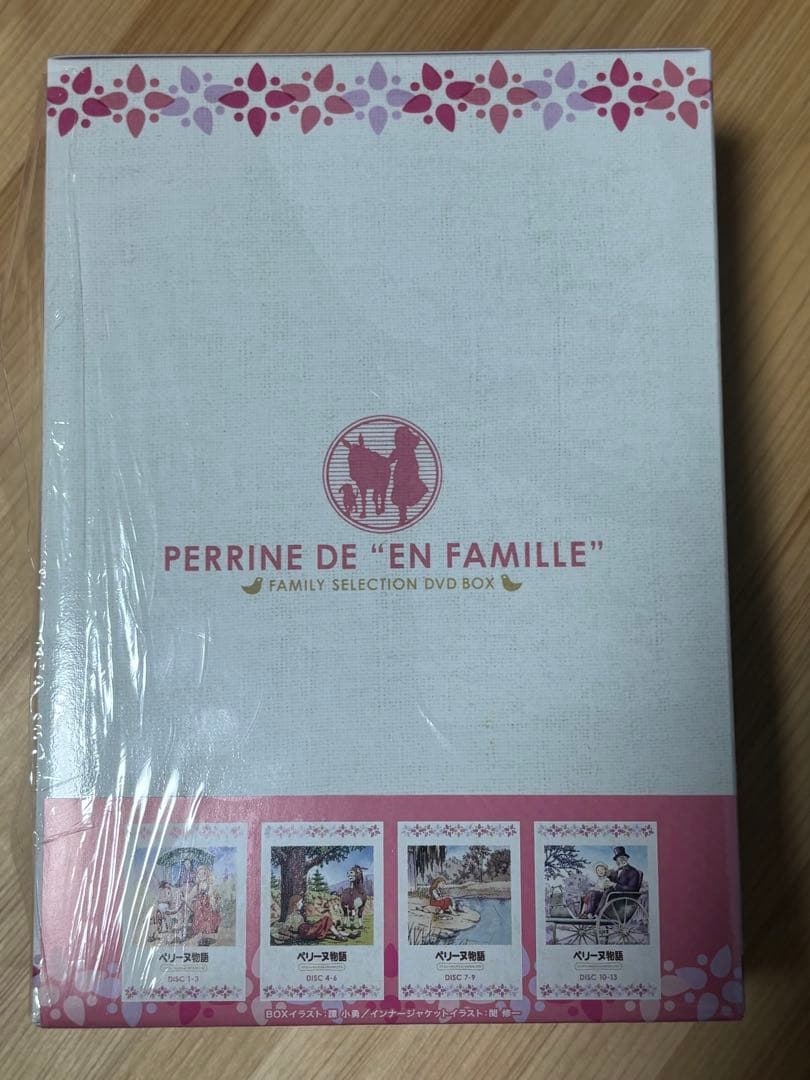 PERRINE DE “EN FAMILLE”
FAMILY SELECTION DVD BOX
ペリーヌ物語
DISC 1-3
ペリーヌ物語
DISC 4-6
ペリーヌ物語
DISC 7-9
ペリーヌ物語
DISC 10-13
BOXイラスト:譚 小勇／インナージャケットイラスト:関 修一